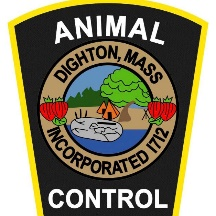 ANIMAL
DIGHTON, MASS
INCORPORATED 1712
CONTROL